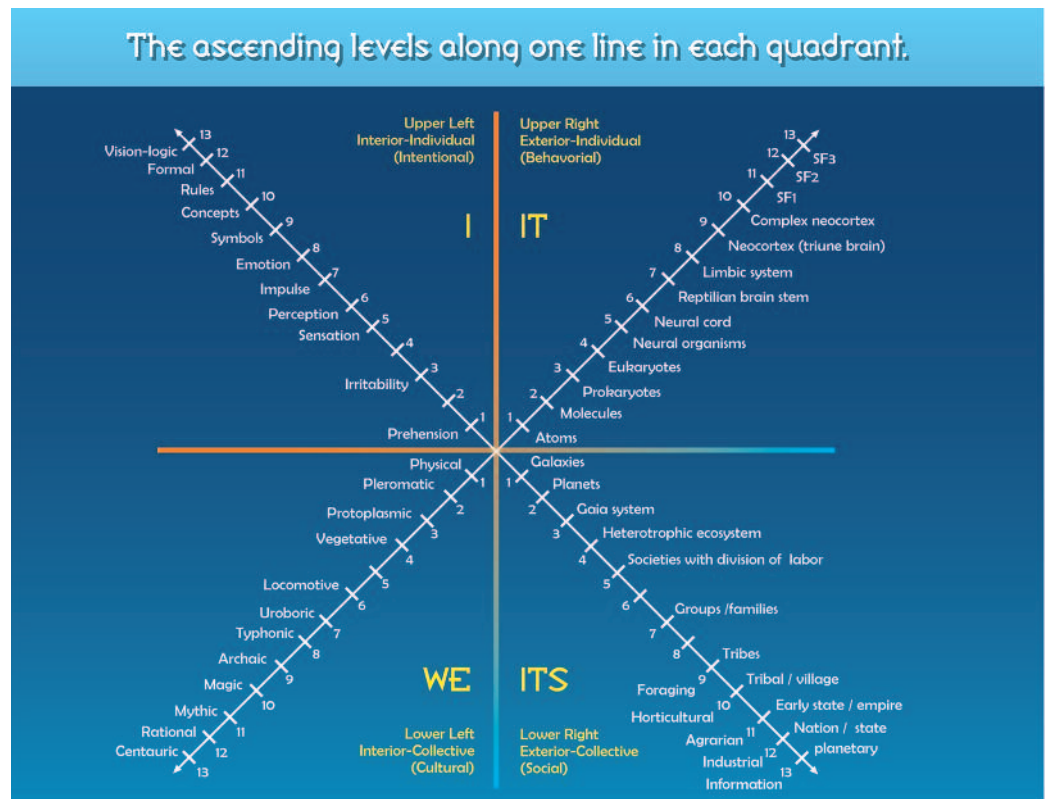 The ascending levels along one line in each quadrant.
Upper Left
Interior-Individual
(Intentional)
I
13
Vision-logic
12
Formal
11
Rules
10
Concepts
9
Symbols
8
Emotion
7
Impulse
6
Perception
5
Sensation
4
3
Irritability
2
1
Prehension
Upper Right
Exterior-Individual
(Behavorial)
IT
13
SF3
12
SF2
11
SF1
10
Complex neocortex
9
Neocortex (triune brain)
8
Limbic system
7
Reptilian brain stem
6
Neural cord
5
Neural organisms
4
Eukaryotes
3
Prokaryotes
2
Molecules
1
Atoms
Physical
1
Pleromatic
2
Protoplasmic
3
Vegetative
4
5
Locomotive
6
Uroboric
7
Typhonic
8
Archaic
9
Magic
10
Mythic
11
Rational
12
Centauric
13
WE
Lower Left
Interior-Collective
(Cultural)
Galaxies
1
Planets
2
Gaia system
3
Heterotrophic ecosystem
4
Societies with division of labor
5
6
Groups /families
7
8
Tribes
9
Foraging
Tribal / village
10
Horticultural
Early state / empire
11
Agrarian
Nation / state
planetary
12
Industrial
13
Information
ITS
Lower Right
Exterior-Collective
(Social)